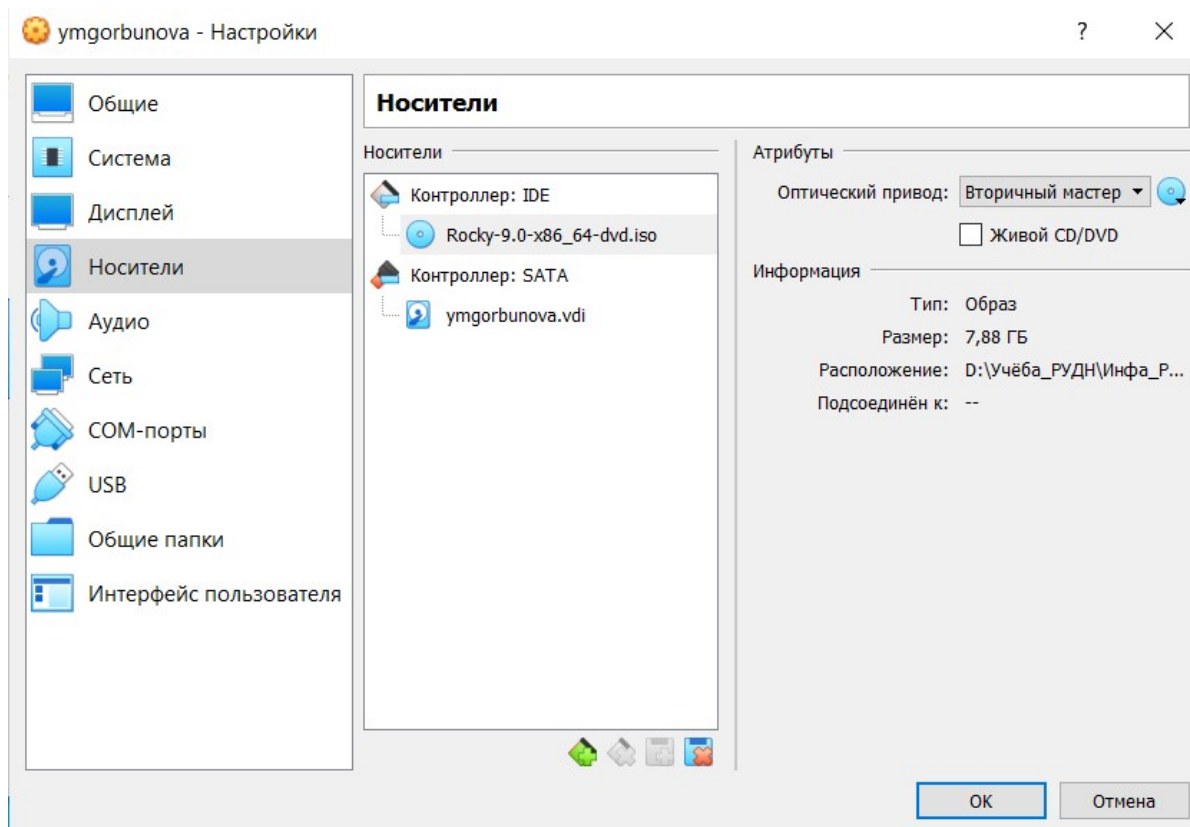 ymgorbunova - Настройки
?
Общие
Система
Дисплей
Носители
Аудио
Сеть
COM-порты
USB
Общие папки
Интерфейс пользователя
Носители
Носители
Контроллер: IDE
Rocky-9.0-x86_64-dvd.iso
Контроллер: SATA
ymgorbunova.vdi
Атрибуты
Оптический привод: Вторичный мастер
Живой CD/DVD
Информация
Тип: Образ
Размер: 7,88 ГБ
Расположение: D:\Учёба_РУДН\Инфа_Р...
Подсоединён к: --
OK
Отмена